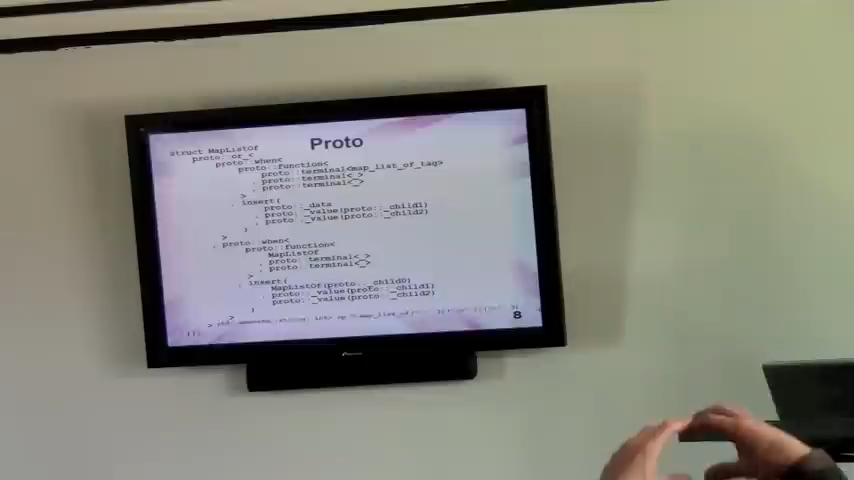 Proto
struct MapListOf
proto::or_<
proto::when<
proto::function<
proto::terminal<map_list_of_tag>
, proto::terminal<_>
, proto::terminal<_>
>
, insert(
proto::_data
, proto::_value(proto::_child1)
, proto::_value(proto::_child2)
)
>
, proto::when<
proto::function<
MapListOf
, proto::terminal<_>
, proto::terminal<_>
>
, insert(
MapListOf(proto::_child0)
, proto::_value(proto::_child1)
, proto::_value(proto::_child2)
)
>
8